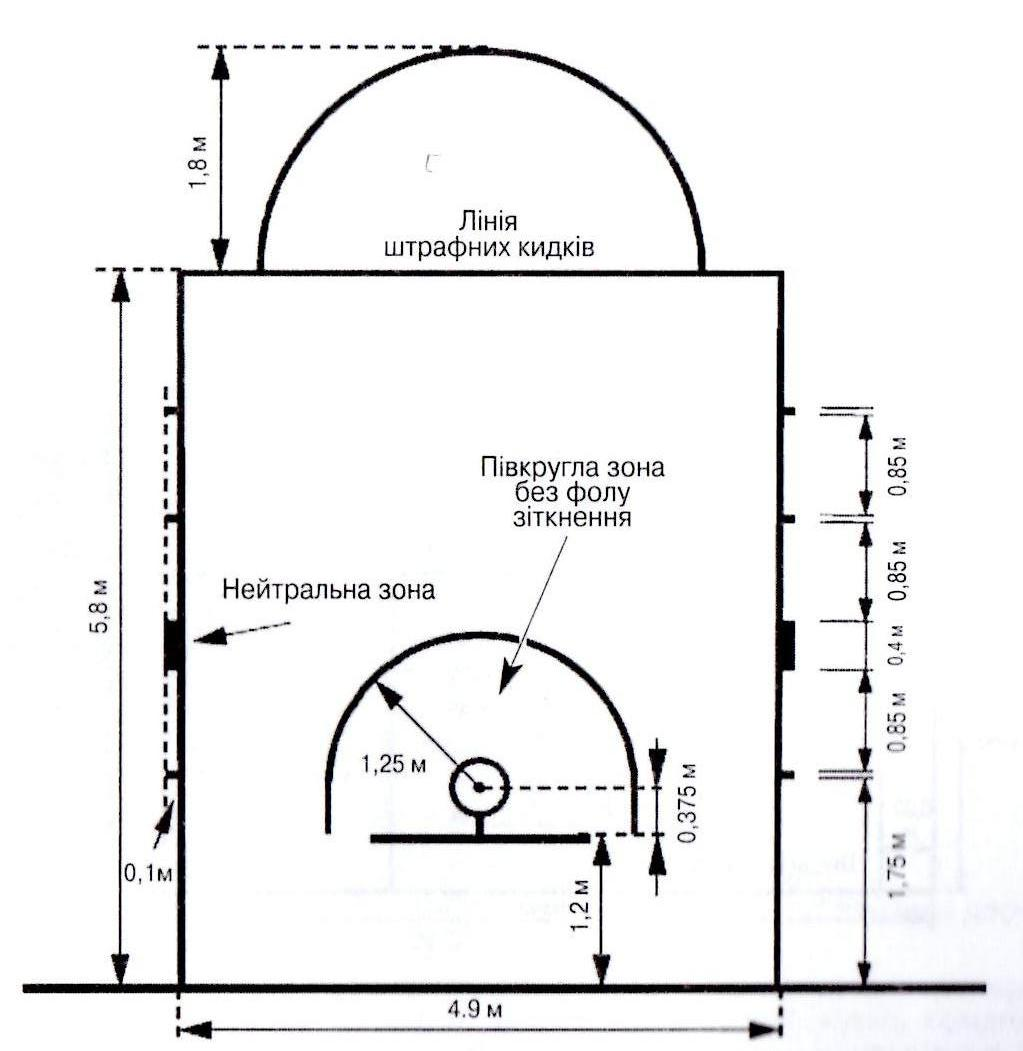 1,8 м
Лінія
штрафних кидків
0,85 м
Півкругла зона
без фолу
зіткнення
0,85 м
Нейтральна зона
5,8 м
0,4 м
0,85 м
1,25 м
0,375 м
0,1м
1,75 м
1,2 м
4.9 м